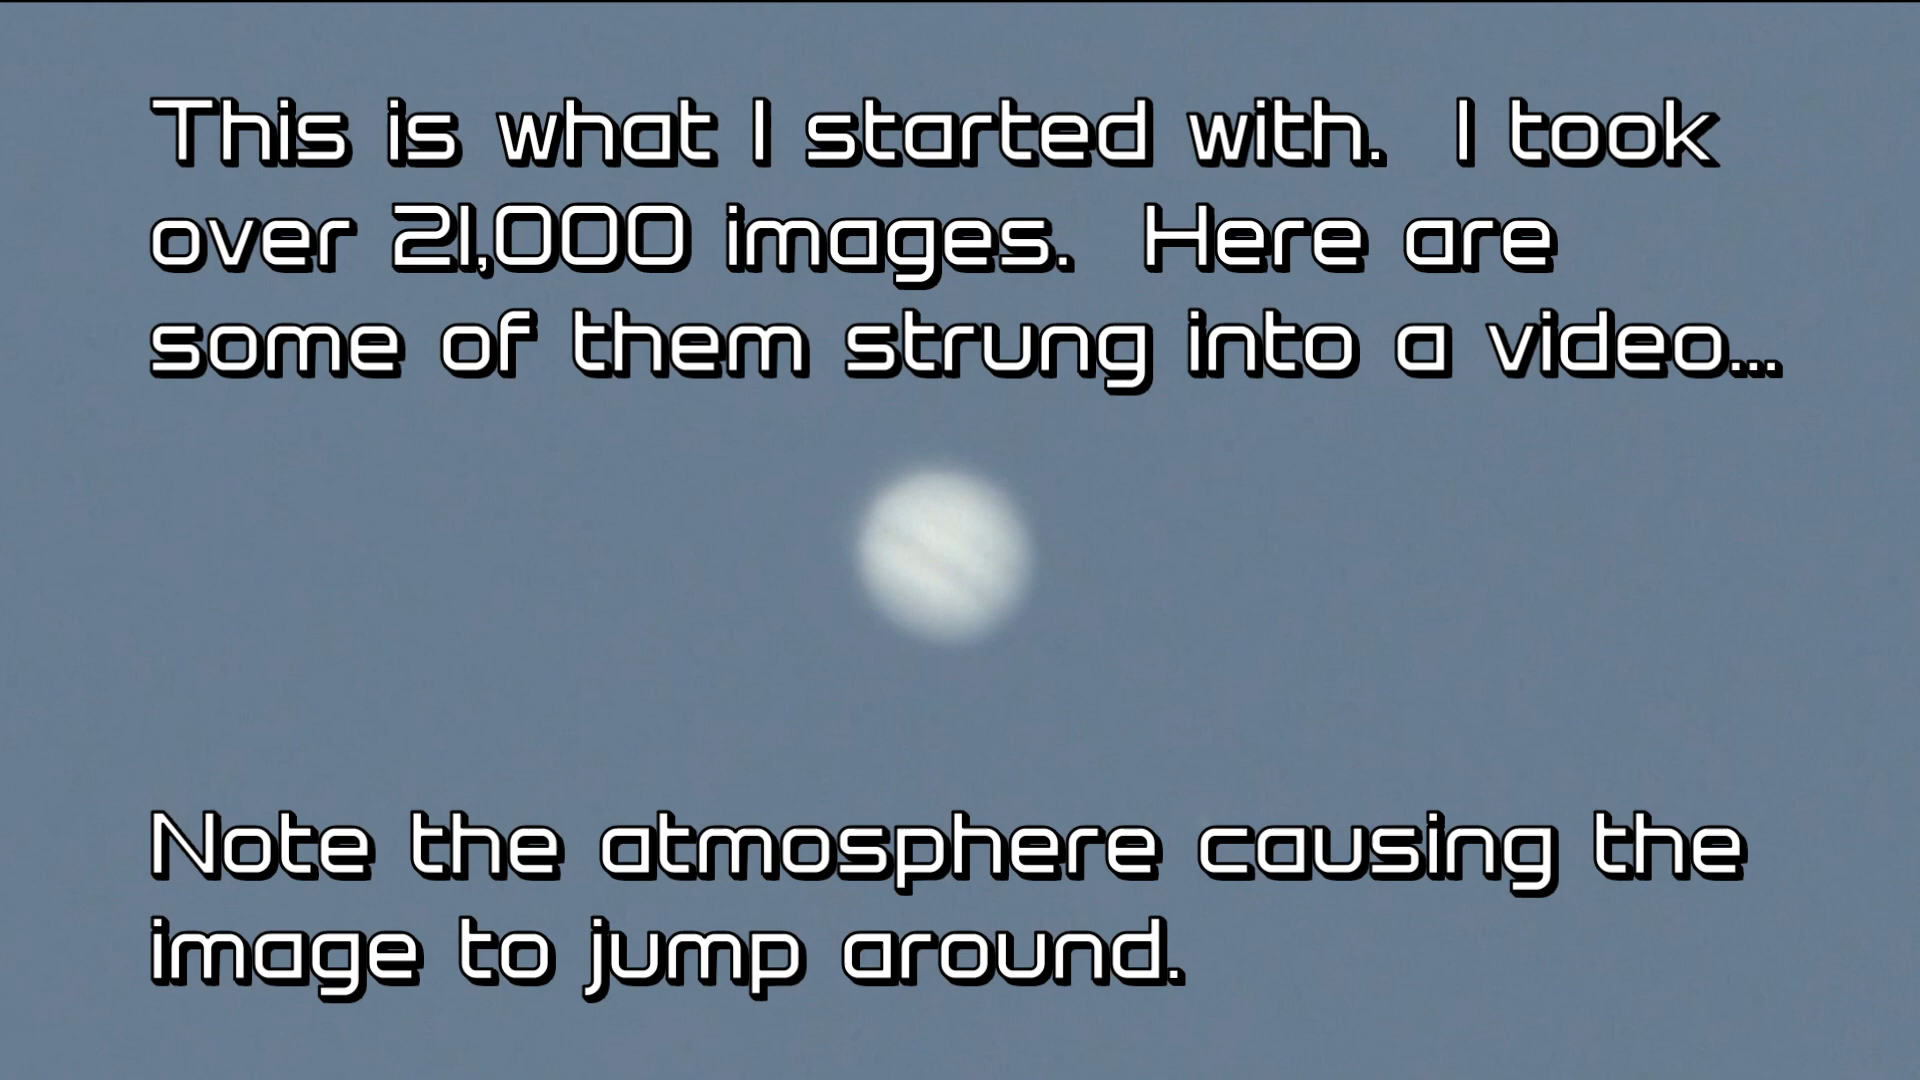 This is what I started with.  I took
over 21,000 images.  Here are
some of them strung into a video...
Note the atmosphere causing the
image to jump around.